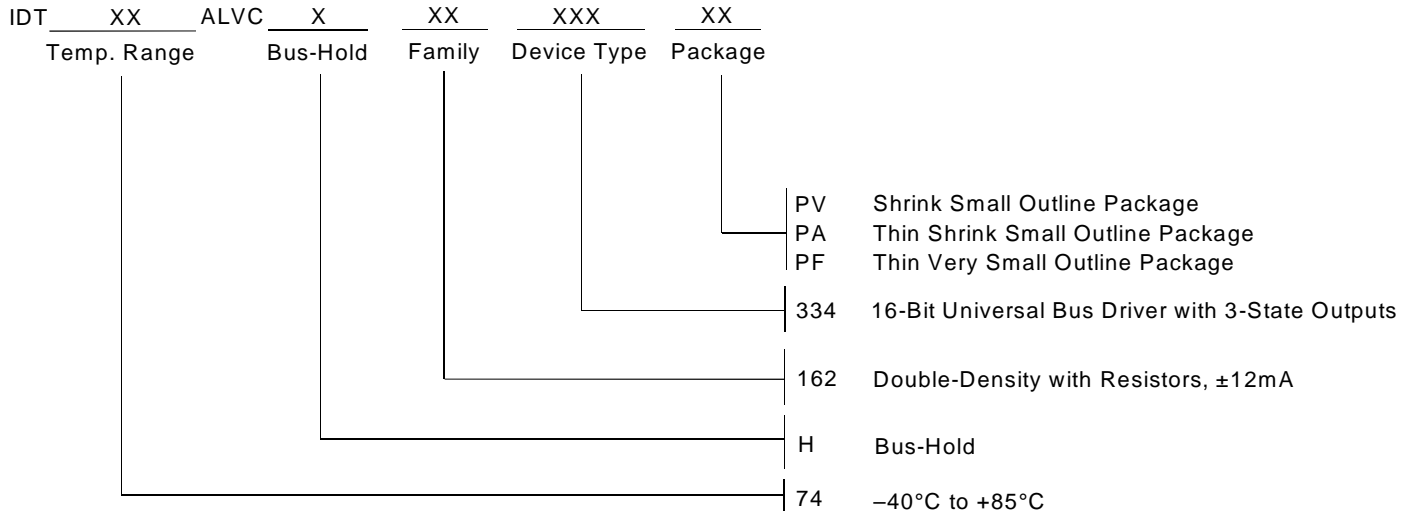 IDT XX ALVC X XX XXX XX
Temp. Range Bus-Hold Family Device Type Package
PV Shrink Small Outline Package
PA Thin Shrink Small Outline Package
PF Thin Very Small Outline Package
334 16-Bit Universal Bus Driver with 3-State Outputs
162 Double-Density with Resistors, ±12mA
H Bus-Hold
74 –40°C to +85°C